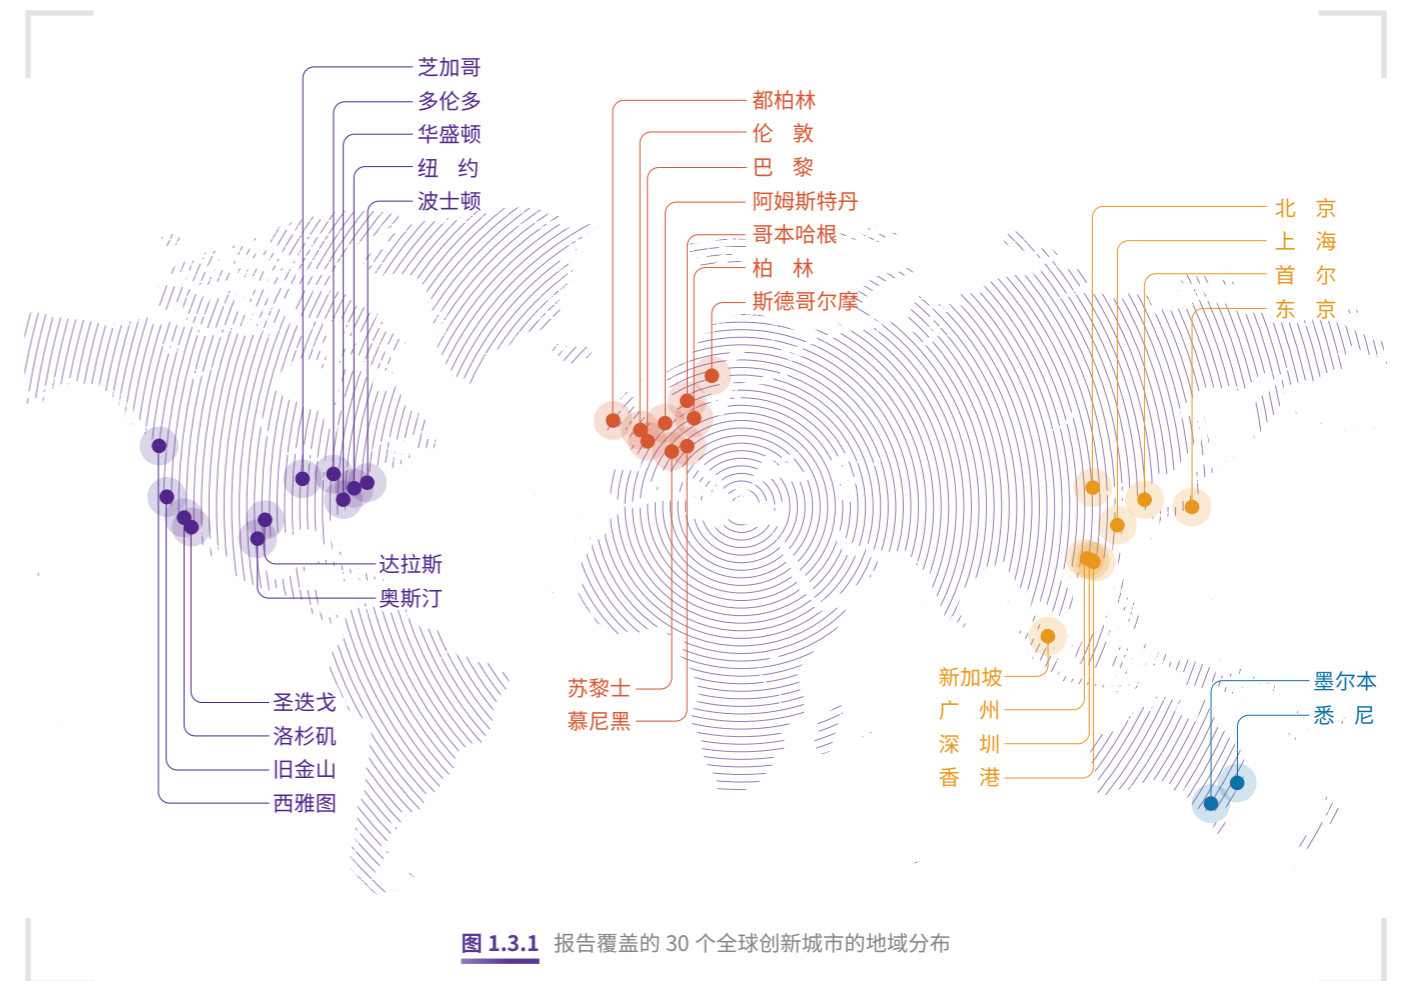 芝加哥
多伦多
华盛顿
纽 约
波士顿
都柏林
伦 敦
巴 黎
阿姆斯特丹
哥本哈根
柏 林
斯德哥尔摩
北 京
上 海
首 尔
东 京
达拉斯
奥斯汀
圣迭戈
洛杉矶
旧金山
西雅图
苏黎士
慕尼黑
新加坡
广 州
深 圳
香 港
墨尔本
悉 尼
图 1.3.1 报告覆盖的 30 个全球创新城市的地域分布